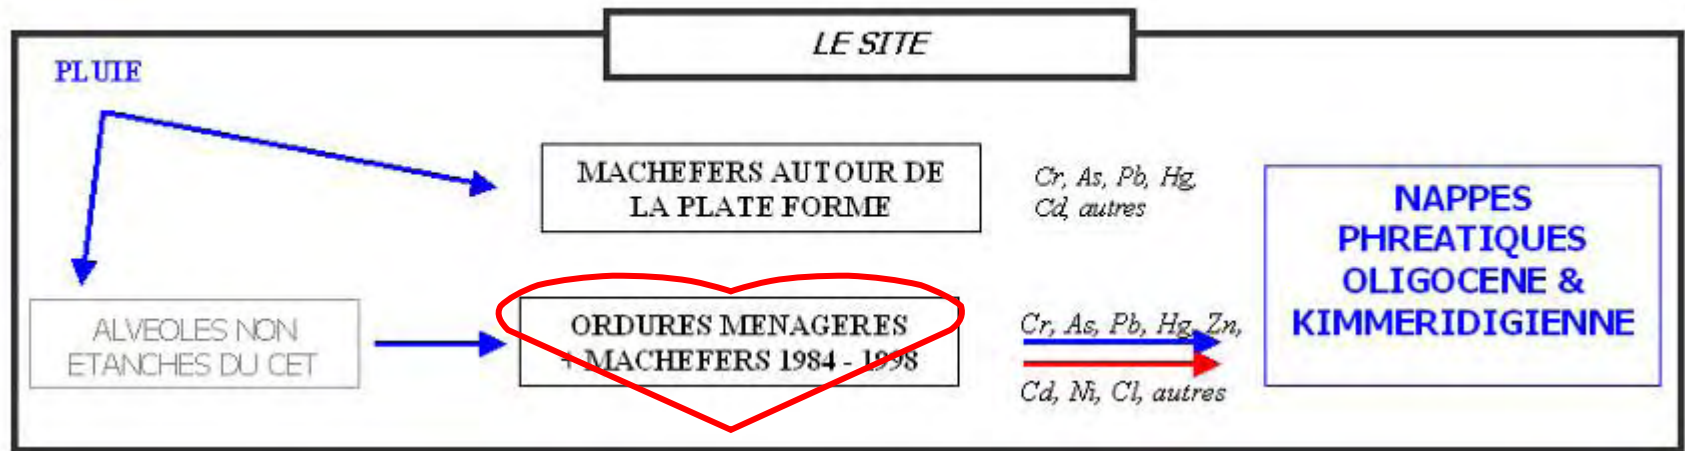 LE SITE
PLUIE
MACHEFERS AUTOUR DE
LA PLATE FORME
Cr, As, Pb, Hg,
Cd, autres
NAPPES
PHREATIQUES
OLIGOCENE &
KIMMERIDIGIENNE
ALVEOLES NON
ETANCHES DU CET
ORDURES MENAGERES
+ MACHEFERS 1984 - 1998
Cr, As, Pb, Hg, Zn,
Cd, Ni, Cl, autres